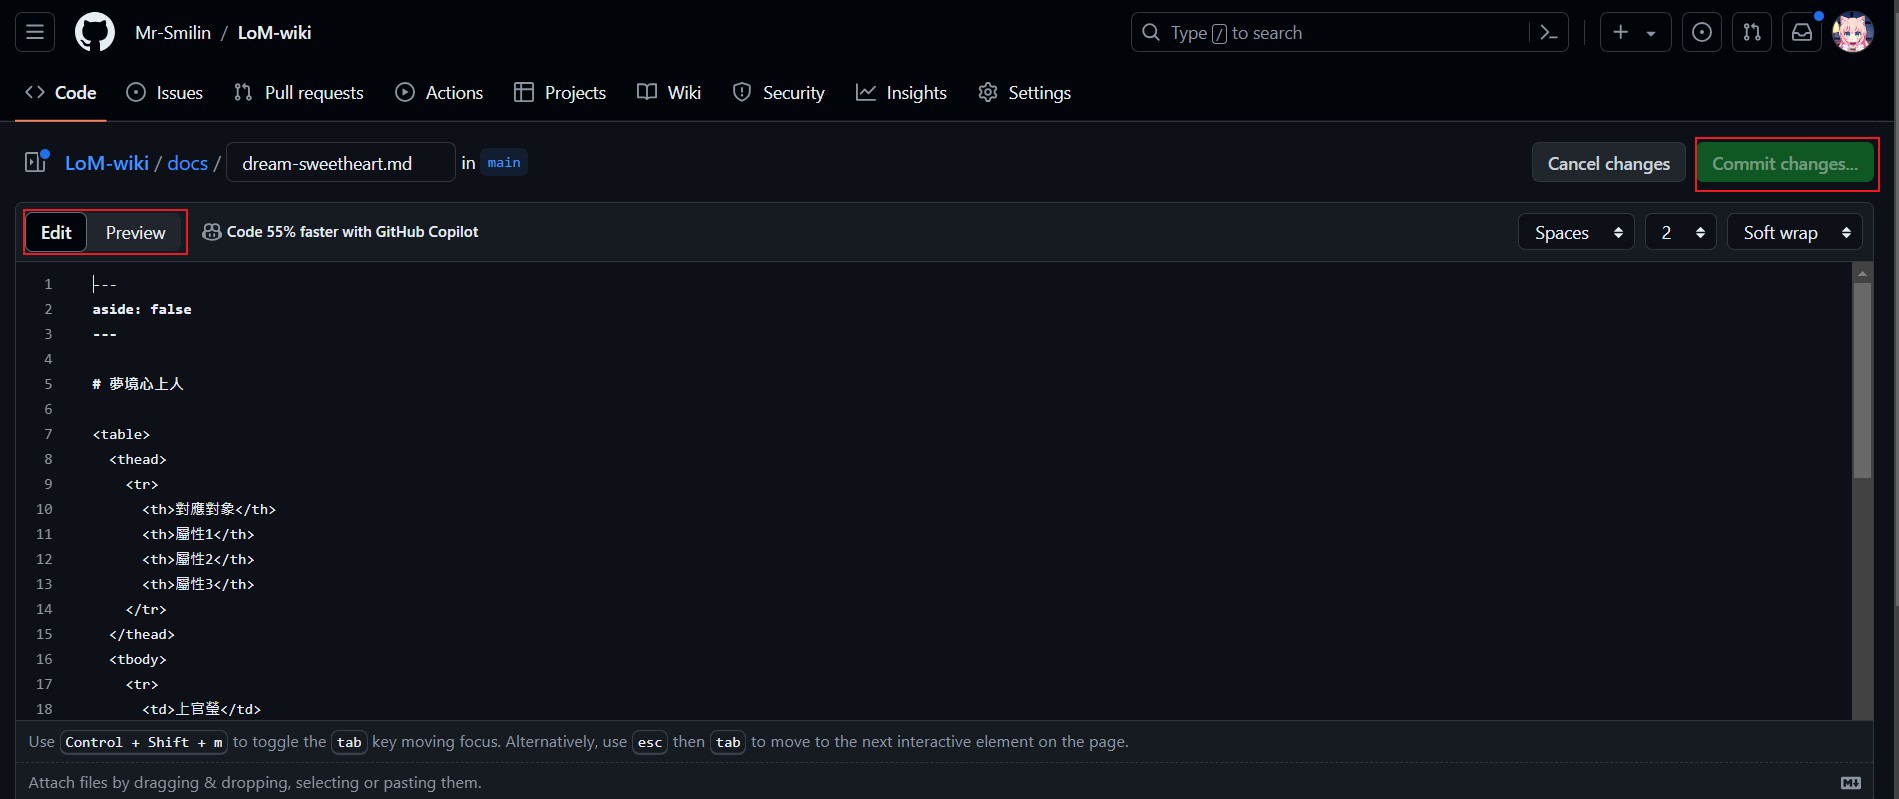 Mr-Smilin / LoM-wiki
Type / to search
Code Issues Pull requests Actions Projects Wiki Security Insights Settings
LoM-wiki / docs / dream-sweetheart.md in main
Cancel changes Commit changes...
Edit Preview Code 55% faster with GitHub Copilot
Spaces 2 Soft wrap
1 ---
2 aside: false
3 ---
4
5 # 夢境心上人
6
7 <table>
8 <thead>
9 <tr>
10 <th>對應對象</th>
11 <th>屬性1</th>
12 <th>屬性2</th>
13 <th>屬性3</th>
14 </tr>
15 </thead>
16 <tbody>
17 <tr>
18 <td>上官螢</td>
Use Control + Shift + m to toggle the tab key moving focus. Alternatively, use esc then tab to move to the next interactive element on the page.
Attach files by dragging & dropping, selecting or pasting them.